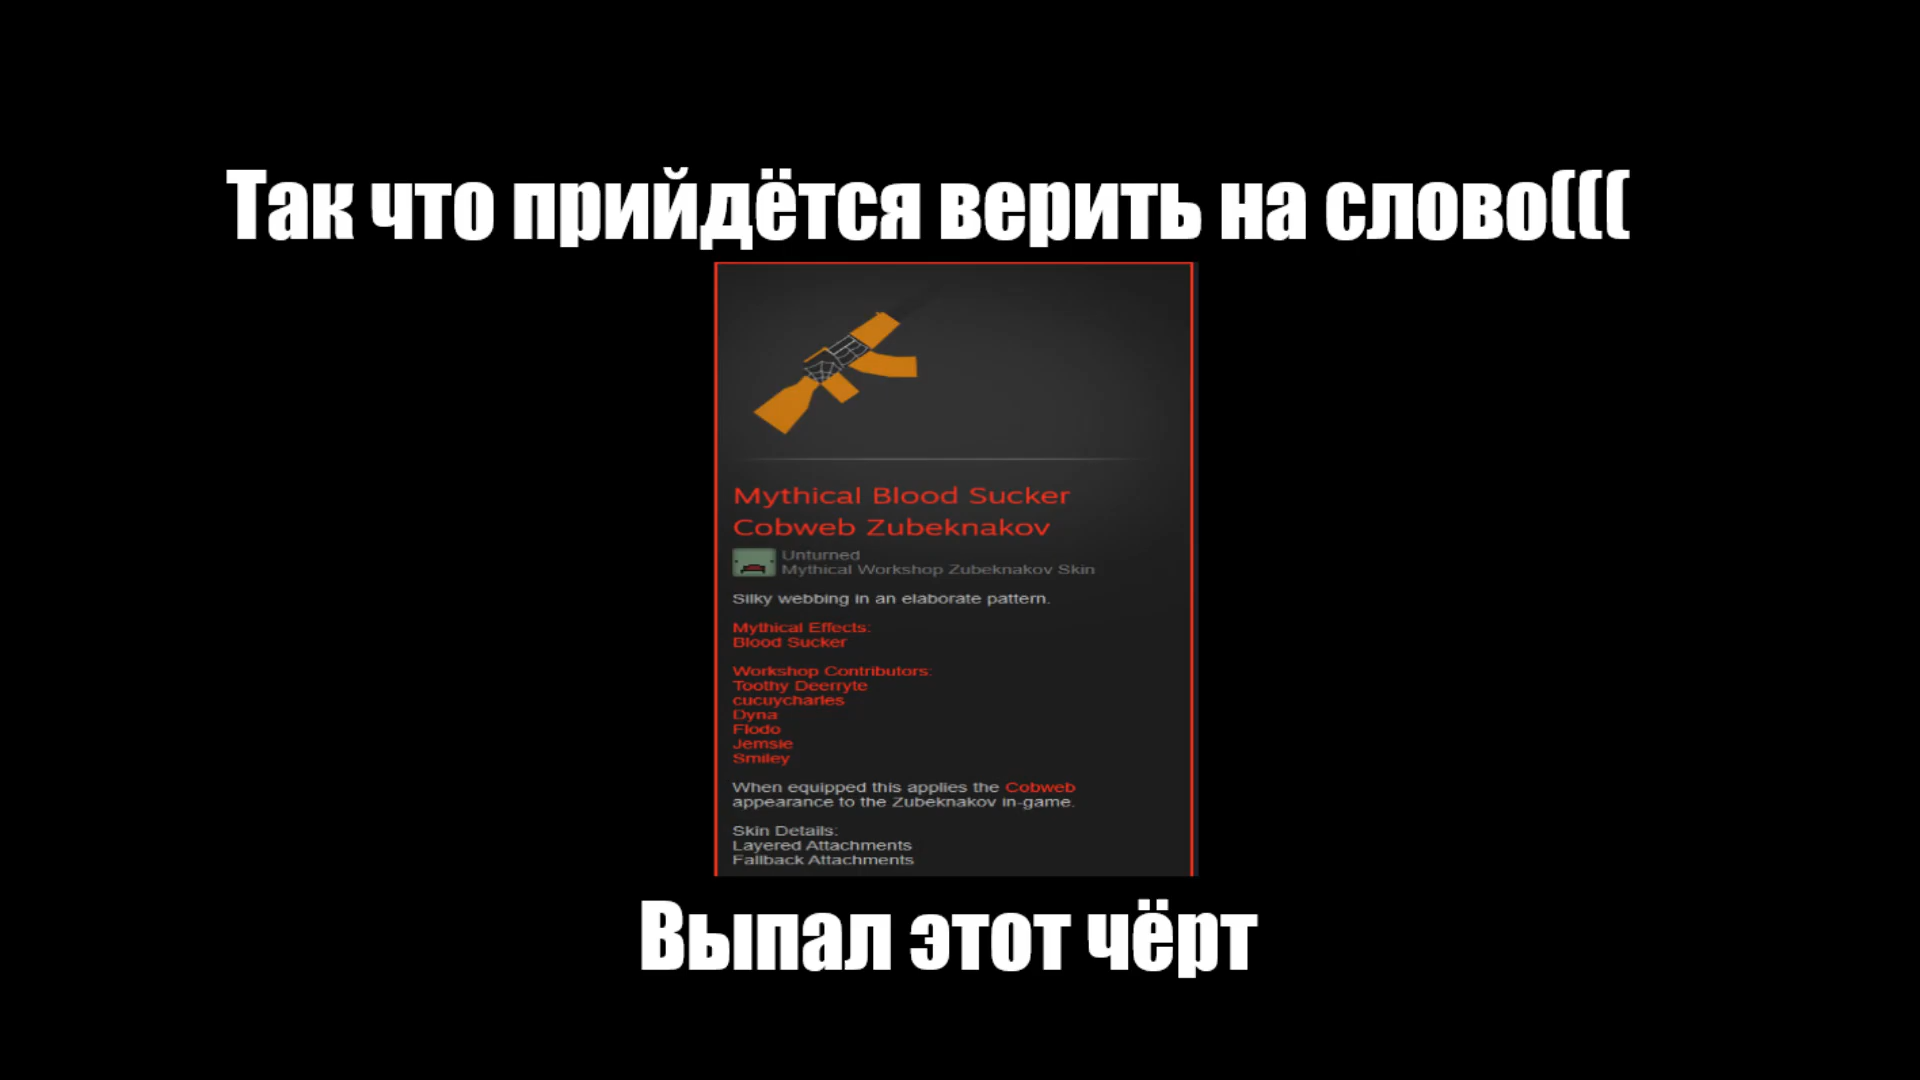 Так что прийдётся верить на слово(((
Mythical Blood Sucker
Cobweb Zubeknakov
Unturned
Mythical Workshop Zubeknakov Skin
Silky webbing in an elaborate pattern.
Mythical Effects:
Blood Sucker
Workshop Contributors:
Toothy Deerryte
cucuycharles
Dyna
Flodo
Jemsie
Smiley
When equipped this applies the Cobweb
appearance to the Zubeknakov in-game.
Skin Details:
Layered Attachments
Fallback Attachments
Выпал этот чёрт